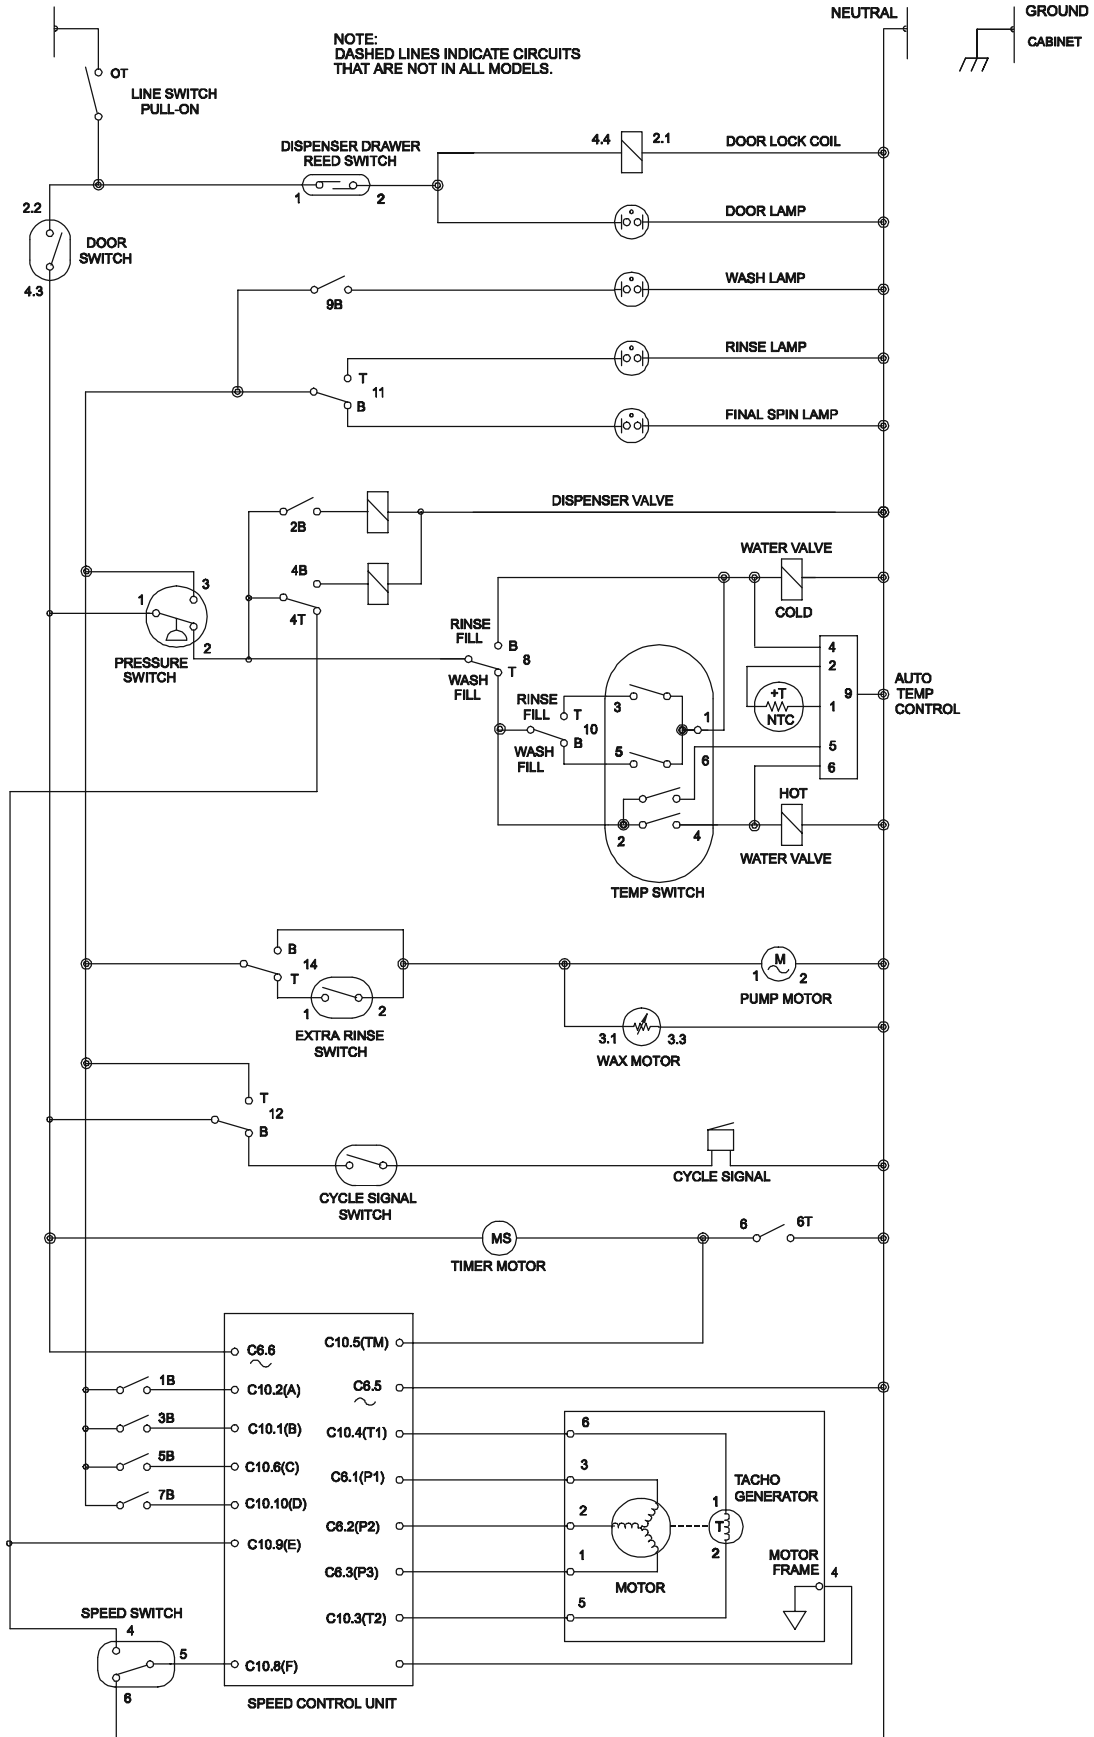 NEUTRAL
GROUND
CABINET
NOTE:
DASHED LINES INDICATE CIRCUITS
THAT ARE NOT IN ALL MODELS.
OT
LINE SWITCH
PULL-ON
DISPENSER DRAWER
REED SWITCH
1
2
4.4
2.1
DOOR LOCK COIL
2.2
DOOR
SWITCH
4.3
DOOR LAMP
WASH LAMP
9B
RINSE LAMP
T
11
B
FINAL SPIN LAMP
DISPENSER VALVE
2B
4B
4T
WATER VALVE
COLD
3
1
2
PRESSURE
SWITCH
RINSE
FILL
B
8
T
WASH
FILL
RINSE
FILL
T
10
B
WASH
FILL
3
1
5
6
2
4
TEMP SWITCH
4
2
+T
NTC
9
1
5
6
AUTO
TEMP
CONTROL
HOT
WATER VALVE
B
14
T
1
2
EXTRA RINSE
SWITCH
M
1
2
PUMP MOTOR
3.1
3.3
WAX MOTOR
T
12
B
CYCLE SIGNAL
SWITCH
CYCLE SIGNAL
MS
TIMER MOTOR
6
6T
C6.6
C10.5(TM)
1B
C10.2(A)
C6.5
3B
C10.1(B)
C10.4(T1)
5B
C10.6(C)
C6.1(P1)
7B
C10.10(D)
C6.2(P2)
C10.9(E)
C6.3(P3)
C10.3(T2)
C10.8(F)
SPEED CONTROL UNIT
SPEED SWITCH
4
5
6
6
3
2
1
5
MOTOR
TACHO
GENERATOR
1
T
2
MOTOR
FRAME
4